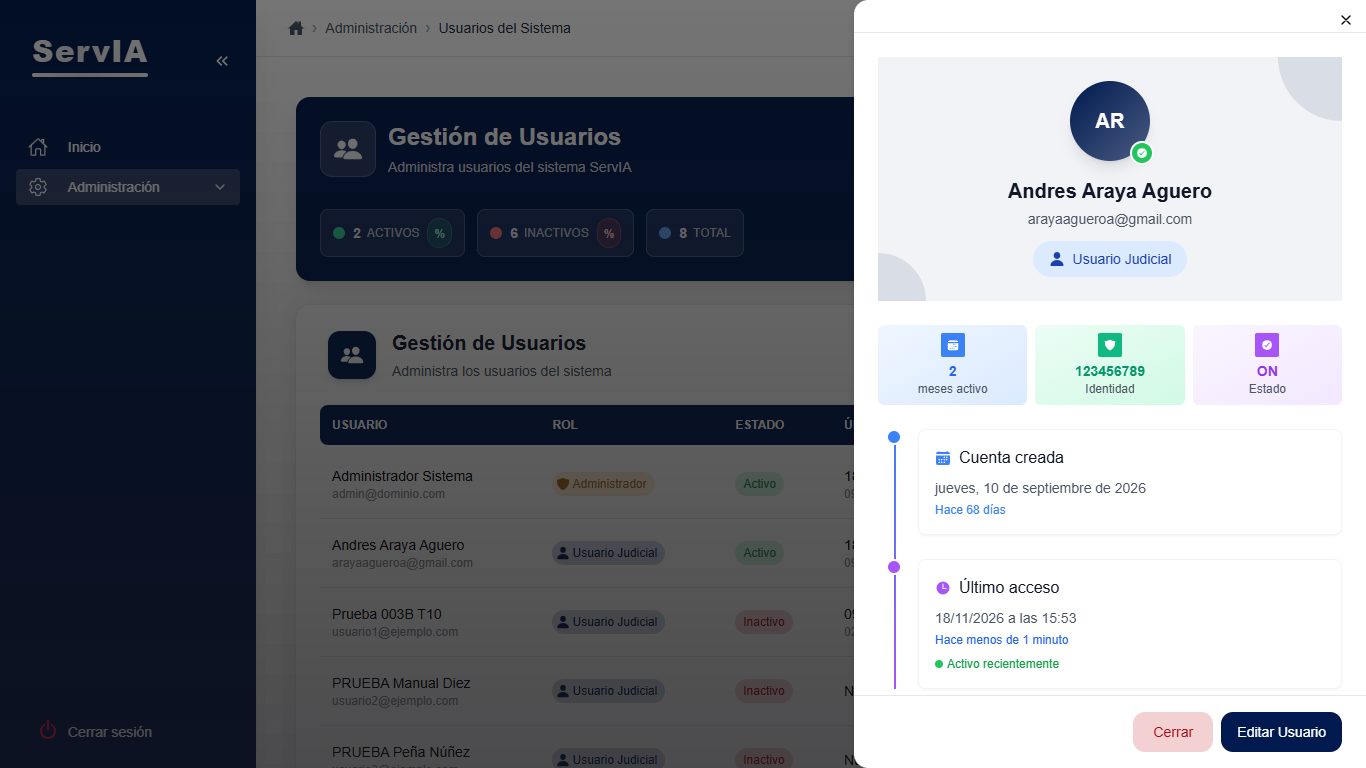 ServIA
Inicio
Administración
Cerrar sesión
Administración
Usuarios del Sistema
Gestión de Usuarios
Administra usuarios del sistema ServIA
2 ACTIVOS %
6 INACTIVOS %
8 TOTAL
Gestión de Usuarios
Administra los usuarios del sistema
USUARIO ROL ESTADO
Administrador Sistema
admin@dominio.com
Administrador
Activo
Andres Araya Aguero
arayaagueroa@gmail.com
Usuario Judicial
Activo
Prueba 003B T10
usuario1@ejemplo.com
Usuario Judicial
Inactivo
PRUEBA Manual Diez
usuario2@ejemplo.com
Usuario Judicial
Inactivo
PRUEBA Peña Núñez
Usuario Judicial
Inactivo
AR
Andres Araya Aguero
arayaagueroa@gmail.com
Usuario Judicial
2
meses activo
123456789
Identidad
ON
Estado
Cuenta creada
jueves, 10 de septiembre de 2026
Hace 68 días
Último acceso
18/11/2026 a las 15:53
Hace menos de 1 minuto
Activo recientemente
Cerrar
Editar Usuario